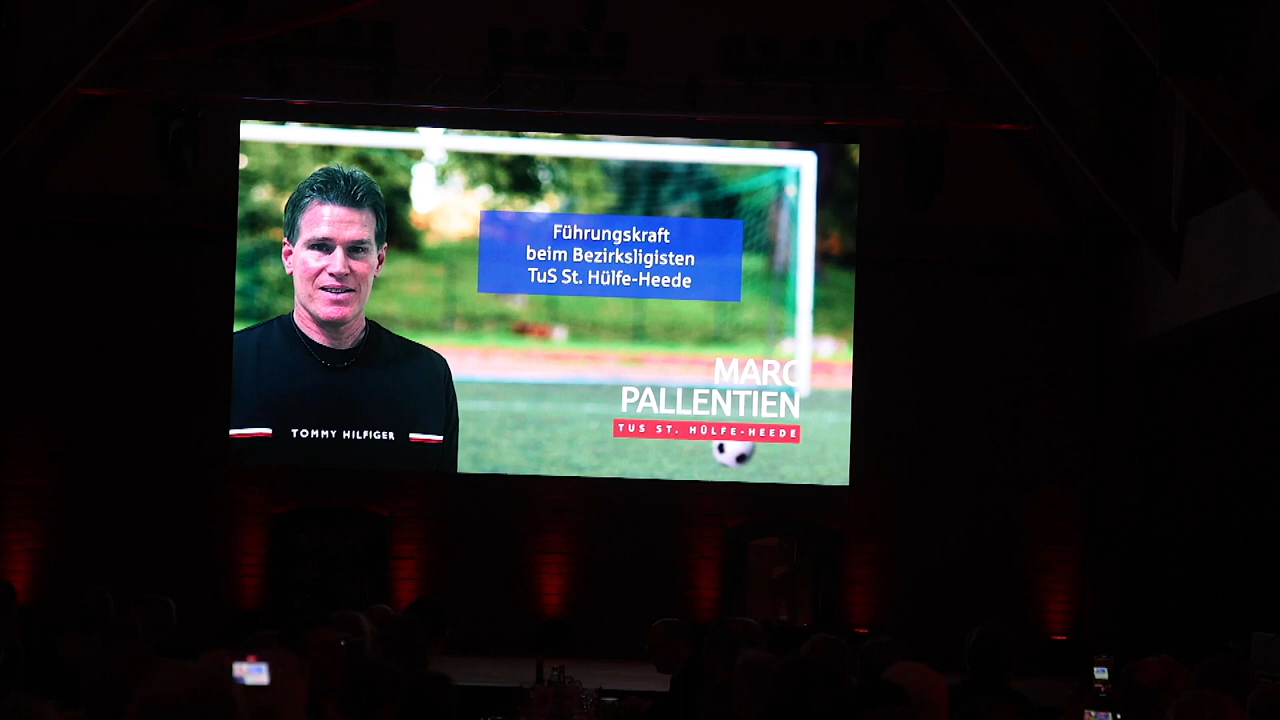 Führungskraft
beim Bezirksligisten
TuS St. Hülfe-Heede
MARC
PALLENTIEN
TUS ST. HÜLFE-HEEDE
TOMMY HILFIGER